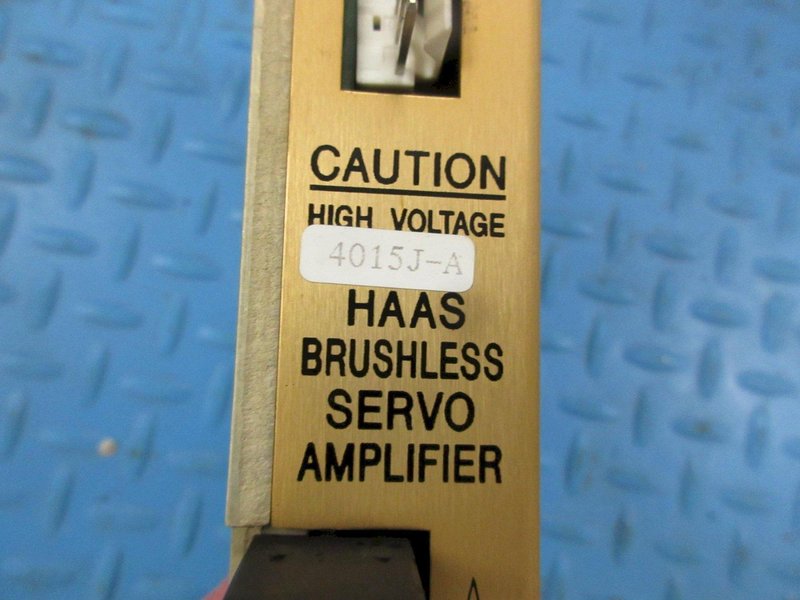 CAUTION
HIGH VOLTAGE
4015J-A
HAAS
BRUSHLESS
SERVO
AMPLIFIER